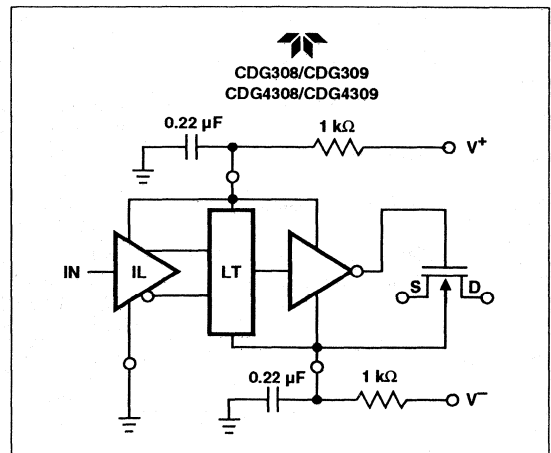 CDG308/CDG309
CDG4308/CDG4309
0.22 µF
1 kΩ
V⁺
IN
IL
LT
S
D
0.22 µF
1 kΩ
V⁻